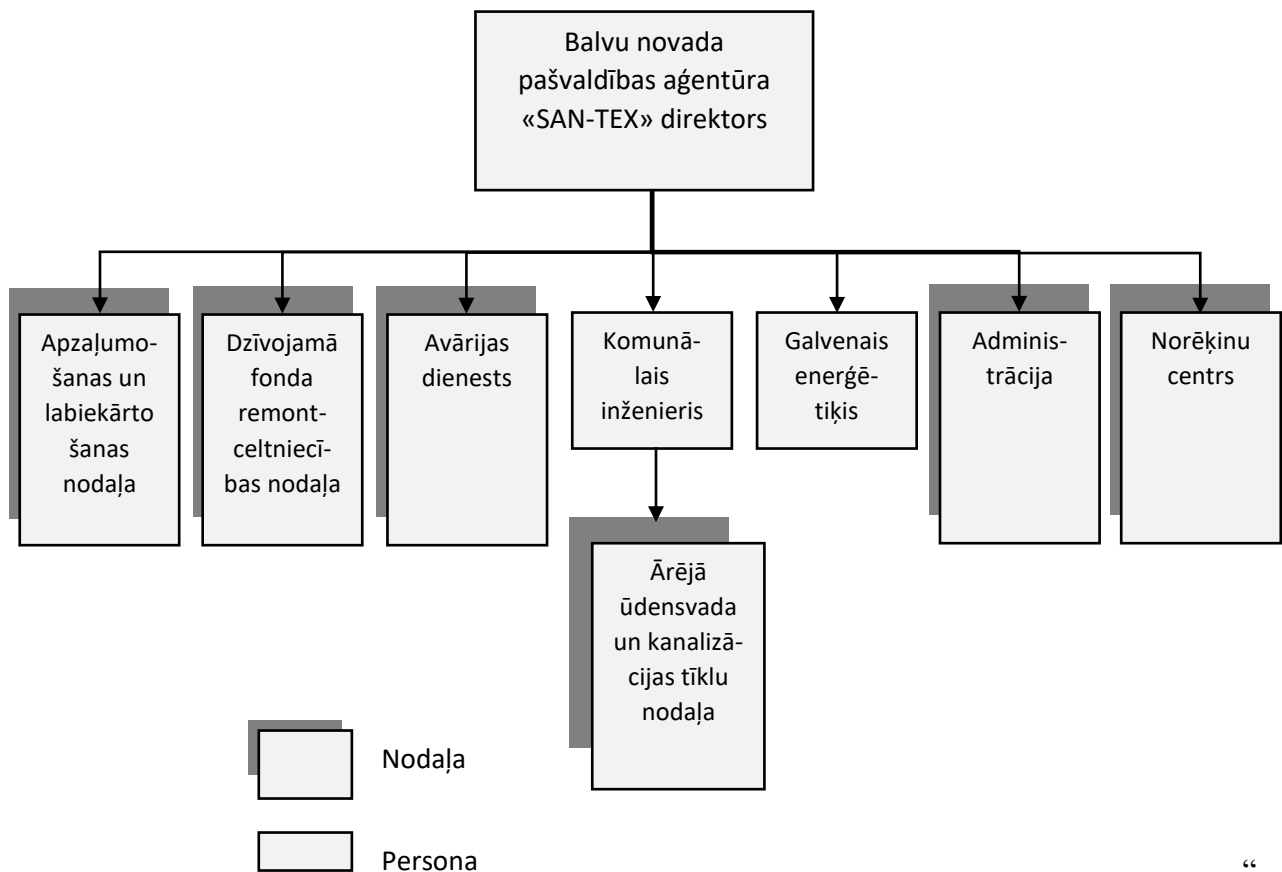 Balvu novada
pašvaldības aģentūra
«SAN-TEX» direktors
Apzaļumo-
šanas un
labiekārto
šanas
nodaļa
Dzīvojamā
fonda
remont-
celtniecī-
bas nodaļa
Avārijas
dienests
Komunā-
lais
inženieris
Galvenais
enerģē-
tiķis
Adminis-
trācija
Norēķinu
centrs
Ārējā
ūdensvada
un kanalizā-
cijas tīklu
nodaļa
Nodaļa
Persona
“